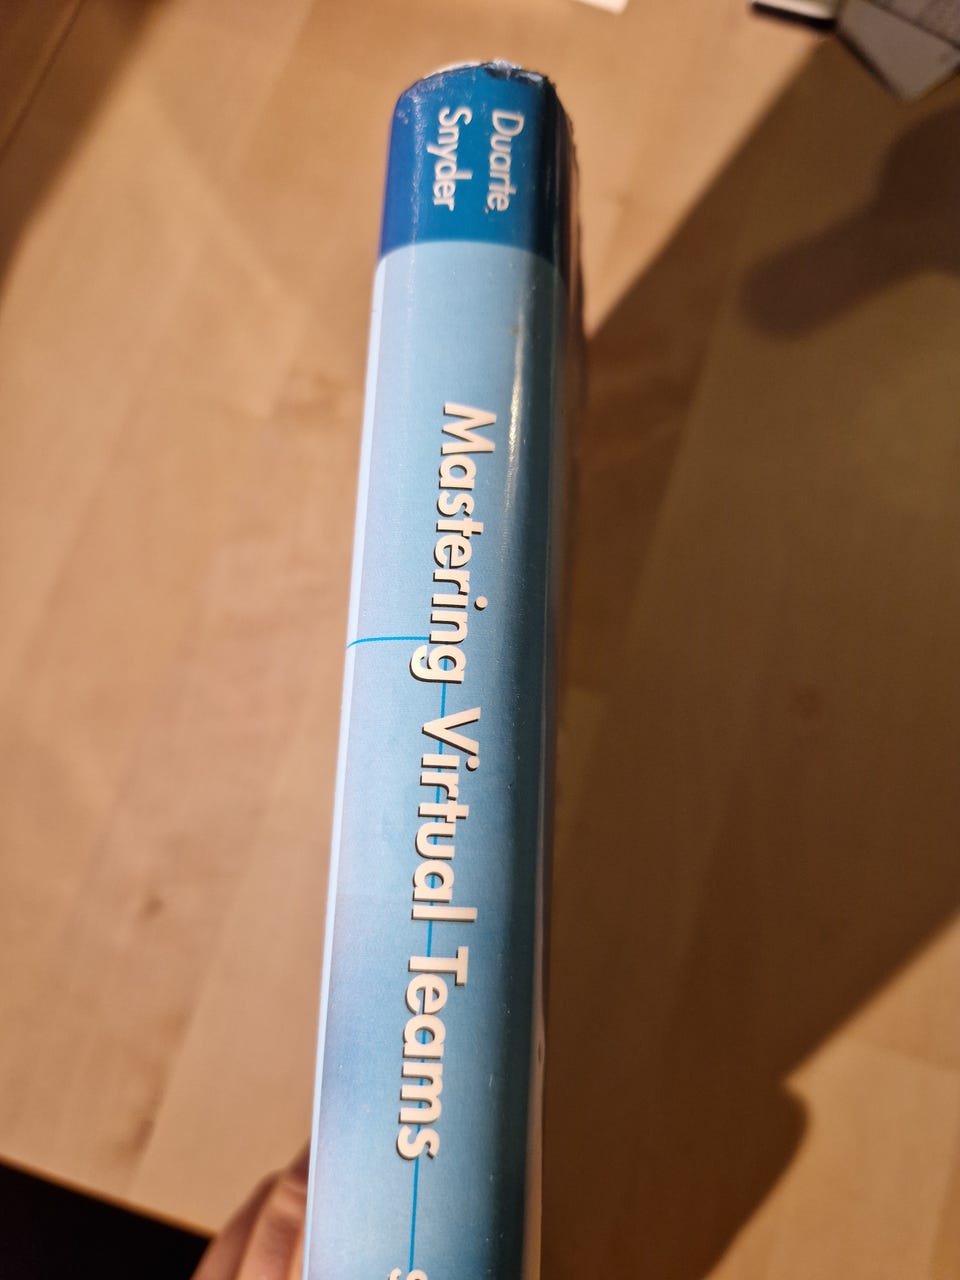 Duarte,
Snyder
Mastering Virtual Teams